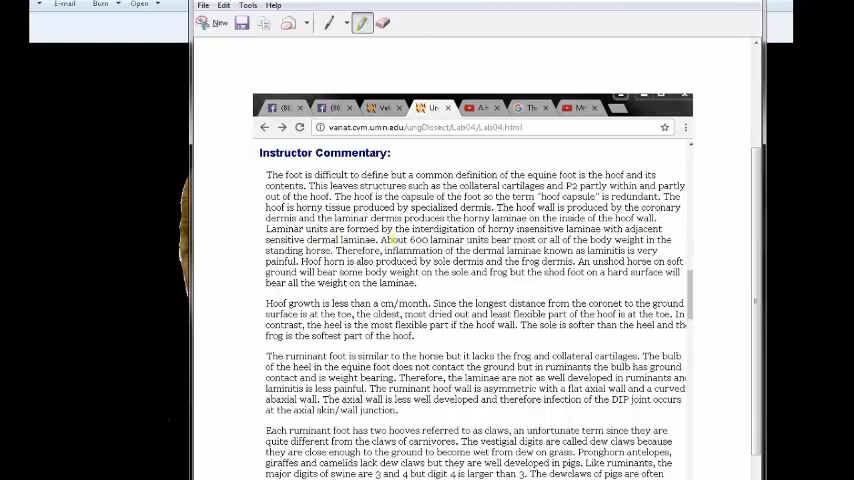 E-mail Burn Open
File Edit Tools Help
New
(8( (8( Vet Un A H G The Mr
vanat.cvm.umn.edu/ungDissect/Lab04/Lab04.html
Instructor Commentary:
The foot is difficult to define but a common definition of the equine foot is the hoof and its
contents. This leaves structures such as the collateral cartilages and P2 partly within and partly
out of the hoof. The hoof is the capsule of the foot so the term "hoof capsule" is redundant. The
hoof is horny tissue produced by specialized dermis. The hoof wall is produced by the coronary
dermis and the laminar dermis produces the horny laminae on the inside of the hoof wall.
Laminar units are formed by the interdigitation of horny insensitive laminae with adjacent
sensitive dermal laminae. About 600 laminar units bear most or all of the body weight in the
standing horse. Therefore, inflammation of the dermal laminae known as laminitis is very
painful. Hoof horn is also produced by sole dermis and the frog dermis. An unshod horse on soft
ground will bear some body weight on the sole and frog but the shod foot on a hard surface will
bear all the weight on the laminae.
Hoof growth is less than a cm/month. Since the longest distance from the coronet to the ground
surface is at the toe, the oldest, most dried out and least flexible part of the hoof is at the toe. In
contrast, the heel is the most flexible part if the hoof wall. The sole is softer than the heel and the
frog is the softest part of the hoof.
The ruminant foot is similar to the horse but it lacks the frog and collateral cartilages. The bulb
of the heel in the equine foot does not contact the ground but in ruminants the bulb has ground
contact and is weight bearing. Therefore, the laminae are not as well developed in ruminants and
laminitis is less painful. The ruminant hoof wall is asymmetric with a flat axial wall and a curved
abaxial wall. The axial wall is less well developed and therefore infection of the DIP joint occurs
at the axial skin/wall junction.
Each ruminant foot has two hooves referred to as claws, an unfortunate term since they are
quite different from the claws of carnivores. The vestigial digits are called dew claws because
they are close enough to the ground to become wet from dew on grass. Pronghorn antelopes,
giraffes and camelids lack dew claws but they are well developed in pigs. Like ruminants, the
major digits of swine are 3 and 4 but digit 4 is larger than 3. The dewclaws of pigs are often